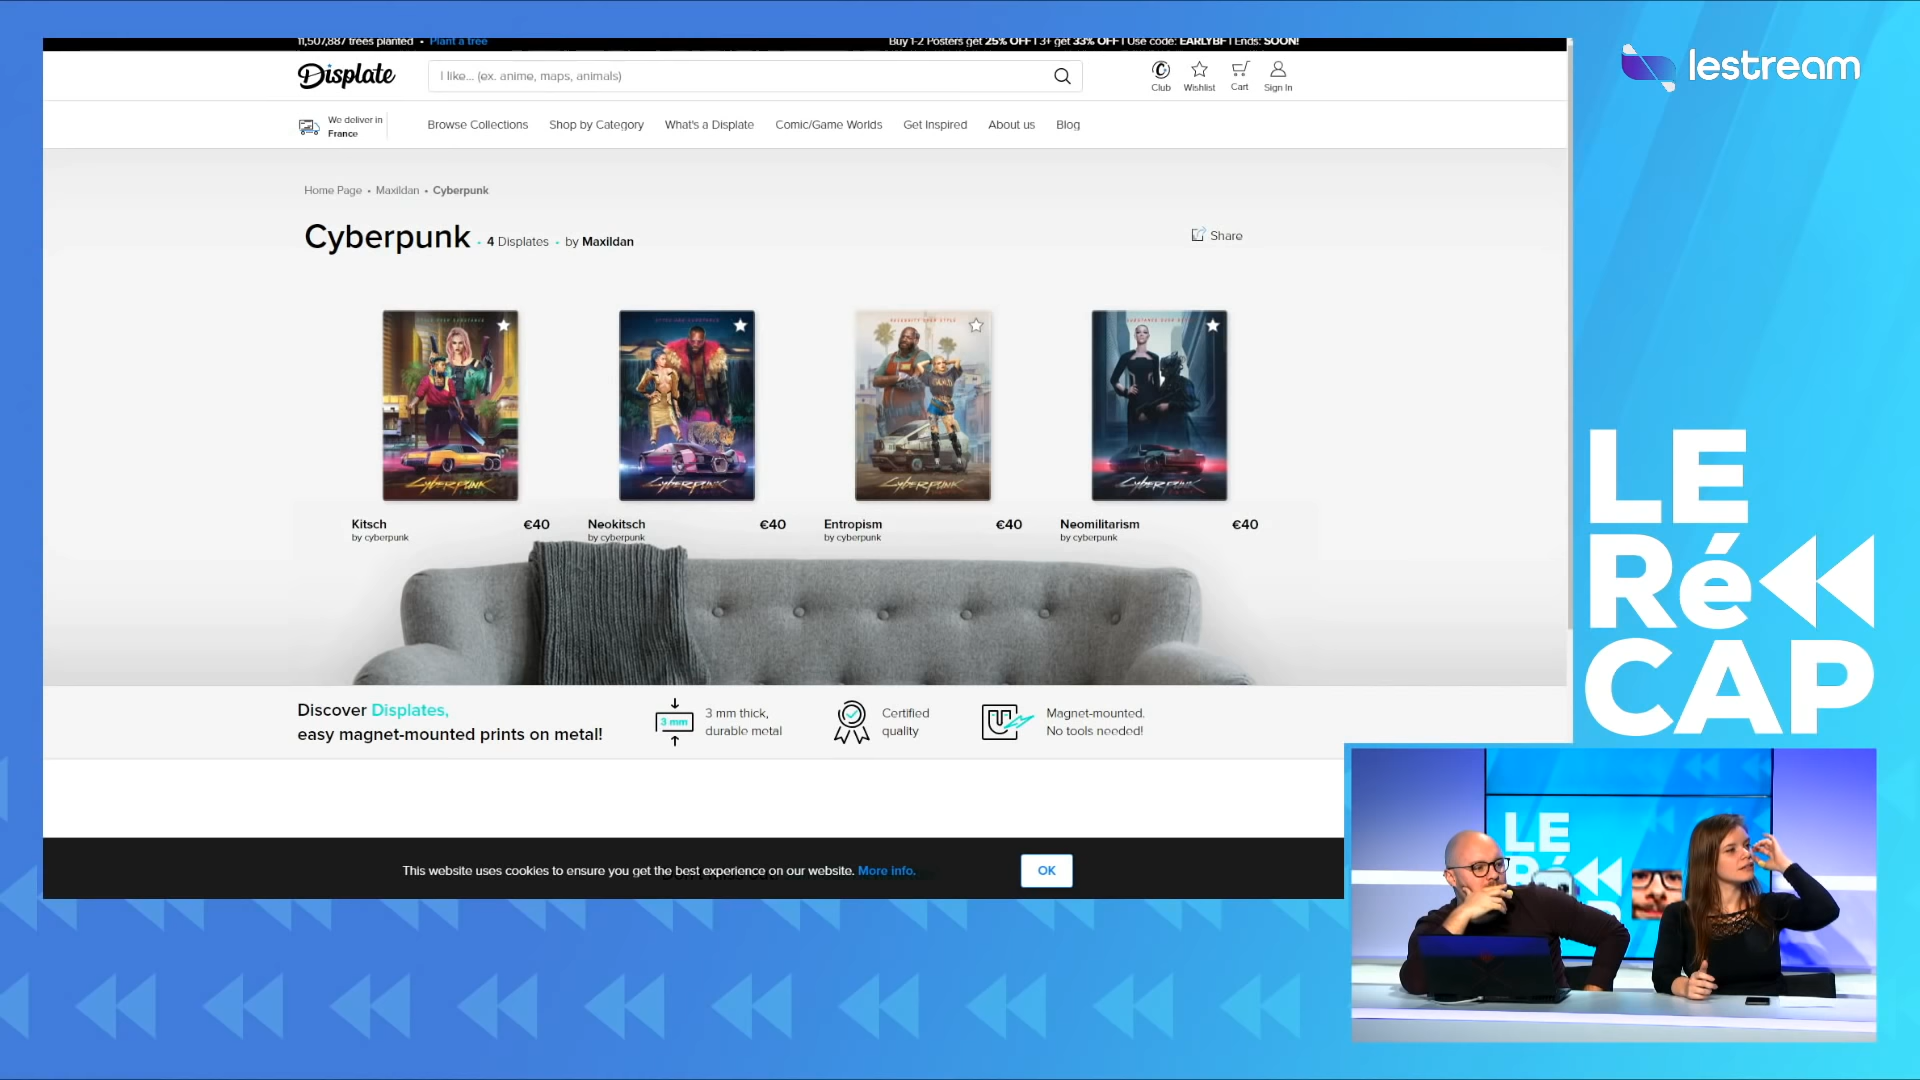 11,507,887 trees planted • Plant a tree
Buy 1-2 Posters get 25% OFF | 3+ get 33% OFF | Use code: EARLYBF | Ends: SOON!
Displate
I like... (ex. anime, maps, animals)
Club
Wishlist
Cart
Sign In
We deliver in
France
Browse Collections
Shop by Category
What's a Displate
Comic/Game Worlds
Get Inspired
About us
Blog
Home Page • Maxildan • Cyberpunk
Cyberpunk • 4 Displates • by Maxildan
Share
Kitsch €40
by cyberpunk
Neokitsch €40
by cyberpunk
Entropism €40
by cyberpunk
Neomilitarism €40
by cyberpunk
Discover Displates,
easy magnet-mounted prints on metal!
3 mm
3 mm thick,
durable metal
Certified
quality
Magnet-mounted.
No tools needed!
This website uses cookies to ensure you get the best experience on our website. More info.
OK
lestream
LE
Ré
CAP
LE